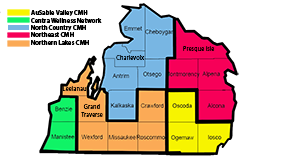 AuSable Valley CMH
Centra Wellness Network
North Country CMH
Northeast CMH
Northern Lakes CMH
Emmet
Cheboygan
Presque Isle
Charlevoix
Antrim
Otsego
Montmorency
Alpena
Leelanau
Benzie
Grand
Traverse
Kalkaska
Crawford
Oscoda
Alcona
Manistee
Wexford
Missaukee
Roscommon
Ogemaw
Iosco